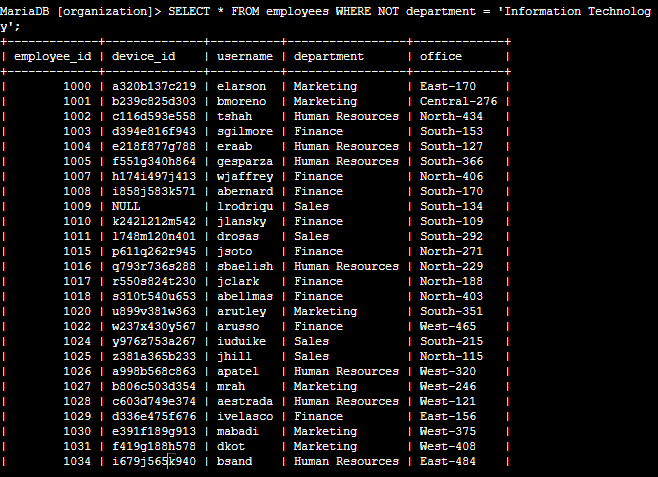 MariaDB [organization]> SELECT * FROM employees WHERE NOT department = 'Information Technolog
y';
+-------------+--------------+----------+-----------------+-------------+
| employee_id | device_id    | username | department      | office      |
+-------------+--------------+----------+-----------------+-------------+
|        1000 | a320b137c219 | elarson  | Marketing       | East-170    |
|        1001 | b239c825d303 | bmoreno  | Marketing       | Central-276 |
|        1002 | c116d593e558 | tshah    | Human Resources | North-434   |
|        1003 | d394e816f943 | sgilmore | Finance         | South-153   |
|        1004 | e218f877g788 | eraab    | Human Resources | South-127   |
|        1005 | f551g340h864 | gesparza | Human Resources | South-366   |
|        1007 | h174i497j413 | wjaffrey | Finance         | North-406   |
|        1008 | i858j583k571 | abernard | Finance         | South-170   |
|        1009 | NULL         | lrodriqu | Sales           | South-134   |
|        1010 | k242l212m542 | jlansky  | Finance         | South-109   |
|        1011 | l748m120n401 | drosas   | Sales           | South-292   |
|        1015 | p611q262r945 | jsoto    | Finance         | North-271   |
|        1016 | q793r736s288 | sbaelish | Human Resources | North-229   |
|        1017 | r550s824t230 | jclark   | Finance         | North-188   |
|        1018 | s310t540u653 | abellmas | Finance         | North-403   |
|        1020 | u899v381w363 | arutley  | Marketing       | South-351   |
|        1022 | w237x430y567 | arusso   | Finance         | West-465    |
|        1024 | y976z753a267 | iuduike  | Sales           | South-215   |
|        1025 | z381a365b233 | jhill    | Sales           | North-115   |
|        1026 | a998b568c863 | apatel   | Human Resources | West-320    |
|        1027 | b806c503d354 | mrah     | Marketing       | West-246    |
|        1028 | c603d749e374 | aestrada | Human Resources | West-121    |
|        1029 | d336e475f676 | ivelasco | Finance         | East-156    |
|        1030 | e391f189g913 | mabadi   | Marketing       | West-375    |
|        1031 | f419g188h578 | dkot     | Marketing       | West-408    |
|        1034 | i679j565k940 | bsand    | Human Resources | East-484    |